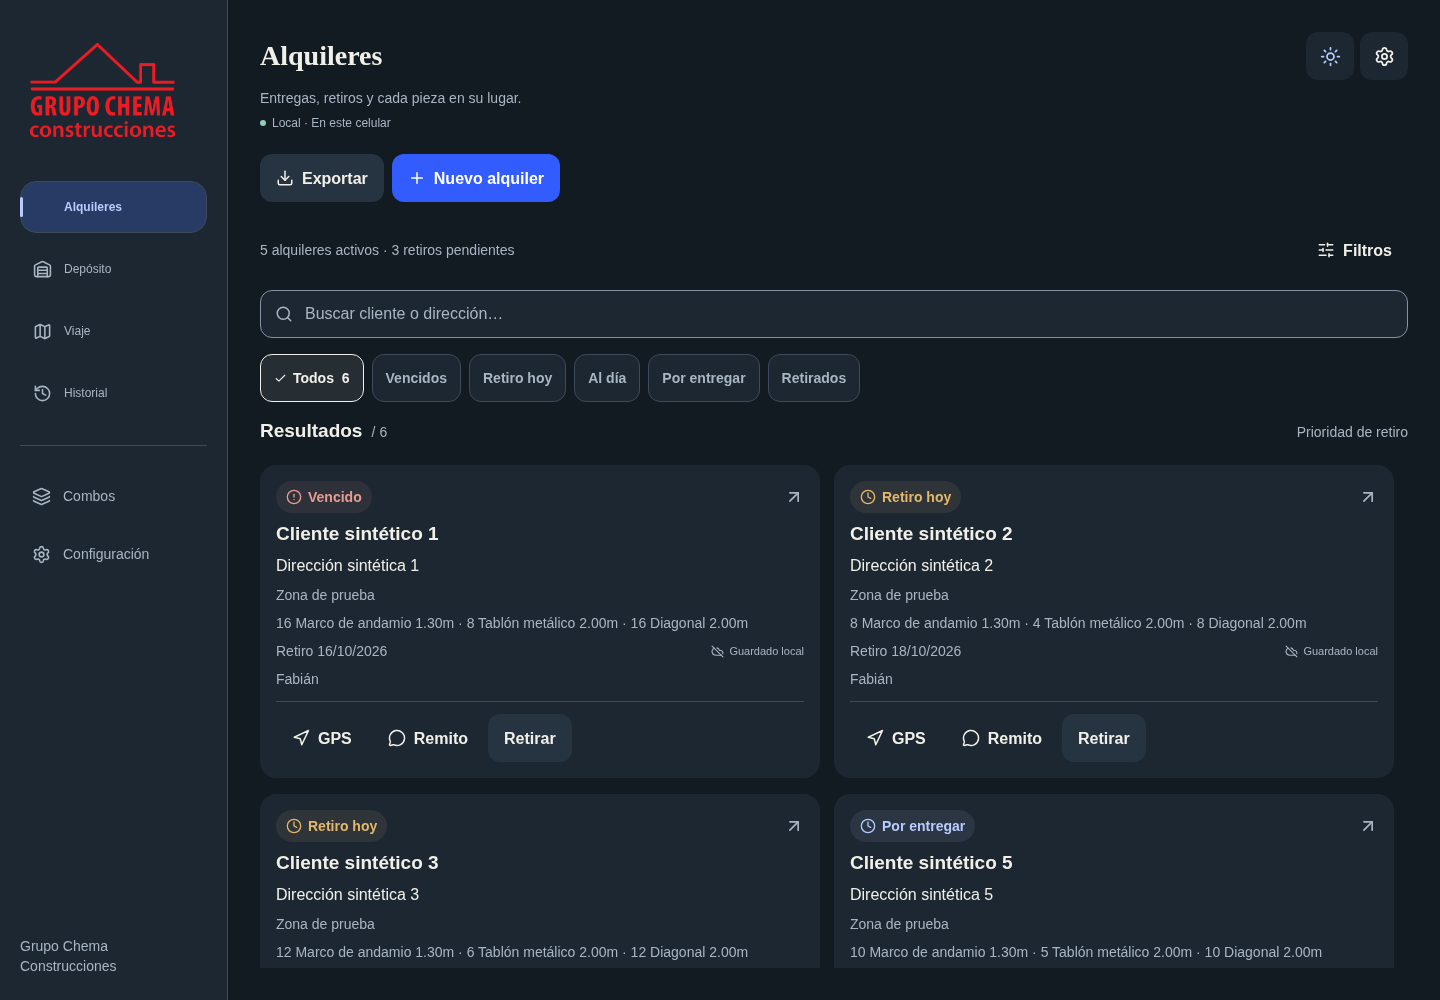 GRUPO CHEMA
construcciones
Alquileres
Depósito
Viaje
Historial
Combos
Configuración
Grupo Chema
Construcciones
Alquileres
Entregas, retiros y cada pieza en su lugar.
Local · En este celular
Exportar
Nuevo alquiler
5 alquileres activos · 3 retiros pendientes
Filtros
Buscar cliente o dirección…
Todos 6
Vencidos
Retiro hoy
Al día
Por entregar
Retirados
Resultados / 6
Prioridad de retiro
Vencido
Cliente sintético 1
Dirección sintética 1
Zona de prueba
16 Marco de andamio 1.30m · 8 Tablón metálico 2.00m · 16 Diagonal 2.00m
Retiro 16/10/2026
Guardado local
Fabián
GPS
Remito
Retirar
Retiro hoy
Cliente sintético 2
Dirección sintética 2
Zona de prueba
8 Marco de andamio 1.30m · 4 Tablón metálico 2.00m · 8 Diagonal 2.00m
Retiro 18/10/2026
Guardado local
Fabián
GPS
Remito
Retirar
Retiro hoy
Cliente sintético 3
Dirección sintética 3
Zona de prueba
12 Marco de andamio 1.30m · 6 Tablón metálico 2.00m · 12 Diagonal 2.00m
Por entregar
Cliente sintético 5
Dirección sintética 5
Zona de prueba
10 Marco de andamio 1.30m · 5 Tablón metálico 2.00m · 10 Diagonal 2.00m